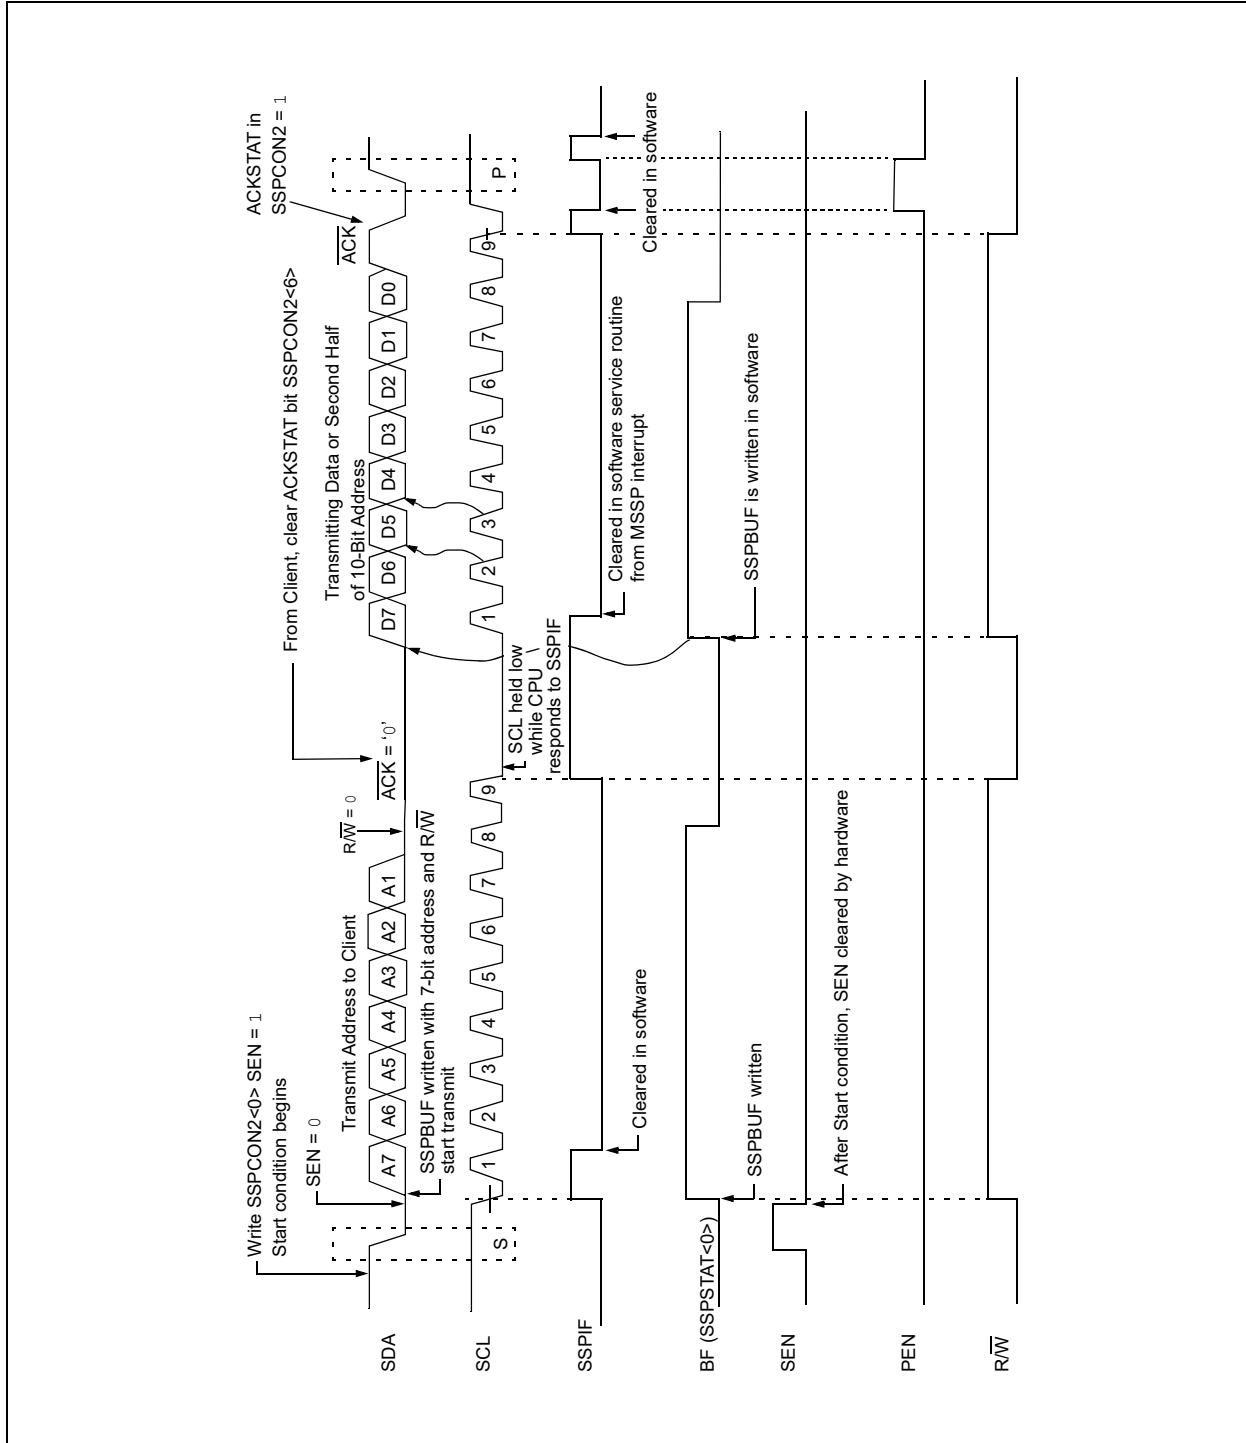 Write SSPCON2<0> SEN = 1
Start condition begins
SEN = 0
From Client, clear ACKSTAT bit SSPCON2<6>
ACKSTAT in
SSPCON2 = 1
Transmit Address to Client
R/W = 0
ACK = ‘0’
Transmitting Data or Second Half
of 10-Bit Address
ACK
SDA
A7 A6 A5 A4 A3 A2 A1
D7 D6 D5 D4 D3 D2 D1 D0
SSPBUF written with 7-bit address and R/W
start transmit
SCL
S
1 2 3 4 5 6 7 8 9
1 2 3 4 5 6 7 8 9
P
SCL held low
while CPU
responds to SSPIF
SSPIF
Cleared in software
Cleared in software service routine
from MSSP interrupt
Cleared in software
BF (SSPSTAT<0>)
SSPBUF written
SSPBUF is written in software
SEN
After Start condition, SEN cleared by hardware
PEN
R/W